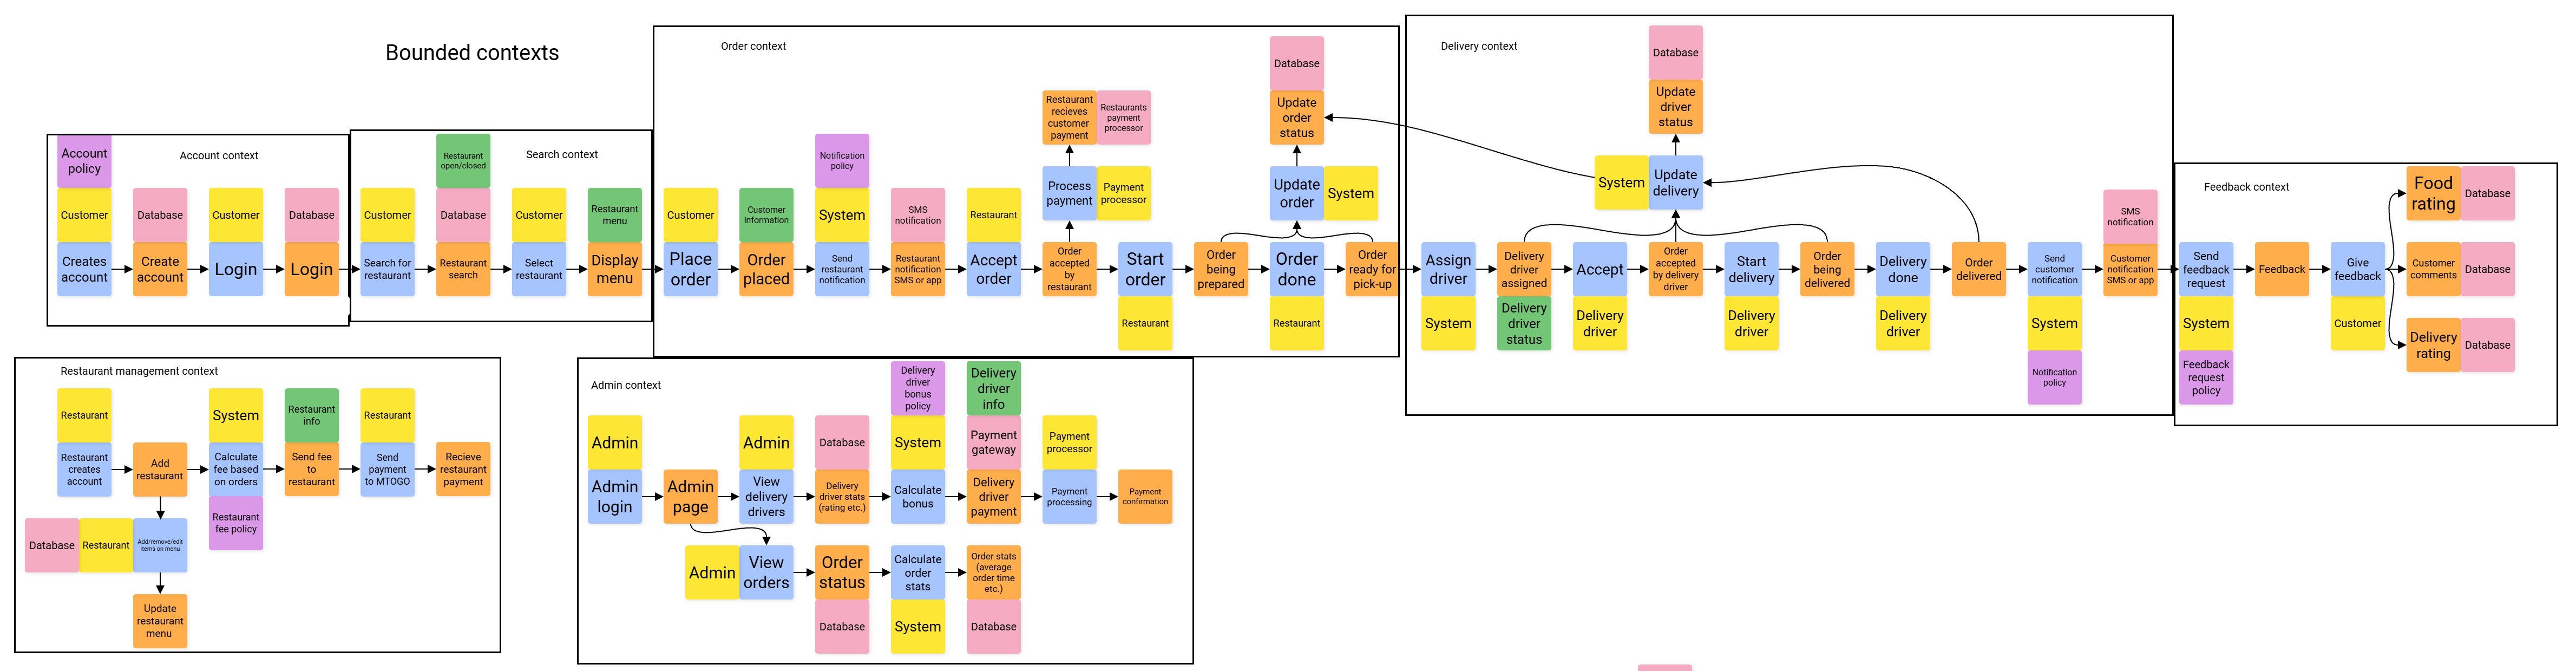 Bounded contexts
Account context
Account
policy
Customer
Database
Customer
Database
Creates
account
Create
account
Login
Login
Search context
Restaurant
open/closed
Customer
Database
Customer
Restaurant
menu
Search for
restaurant
Restaurant
search
Select
restaurant
Display
menu
Order context
Database
Restaurant
recieves
customer
payment
Restaurants
payment
processor
Update
order
status
Notification
policy
Process
payment
Payment
processor
Update
order
System
Customer
Customer
information
System
SMS
notification
Restaurant
Place
order
Order
placed
Send
restaurant
notification
Restaurant
notification
SMS or app
Accept
order
Order
accepted
by
restaurant
Start
order
Order
being
prepared
Order
done
Order
ready for
pick-up
Restaurant
Restaurant
Delivery context
Database
Update
driver
status
System
Update
delivery
SMS
notification
Assign
driver
Delivery
driver
assigned
Accept
Order
accepted
by delivery
driver
Start
delivery
Order
being
delivered
Delivery
done
Order
delivered
Send
customer
notification
Customer
notification
SMS or app
System
Delivery
driver
status
Delivery
driver
Delivery
driver
Delivery
driver
System
Notification
policy
Feedback context
Food
rating
Database
Send
feedback
request
Feedback
Give
feedback
Customer
comments
Database
System
Customer
Delivery
rating
Database
Feedback
request
policy
Restaurant management context
Restaurant
System
Restaurant
info
Restaurant
Restaurant
creates
account
Add
restaurant
Calculate
fee based
on orders
Send fee
to
restaurant
Send
payment
to MTOGO
Recieve
restaurant
payment
Restaurant
fee policy
Database
Restaurant
Add/remove/edit
items on menu
Update
restaurant
menu
Admin context
Delivery
driver
bonus
policy
Delivery
driver
info
Admin
Admin
Database
System
Payment
gateway
Payment
processor
Admin
login
Admin
page
View
delivery
drivers
Delivery
driver stats
(rating etc.)
Calculate
bonus
Delivery
driver
payment
Payment
processing
Payment
confirmation
Admin
View
orders
Order
status
Calculate
order
stats
Order stats
(average
order time
etc.)
Database
System
Database